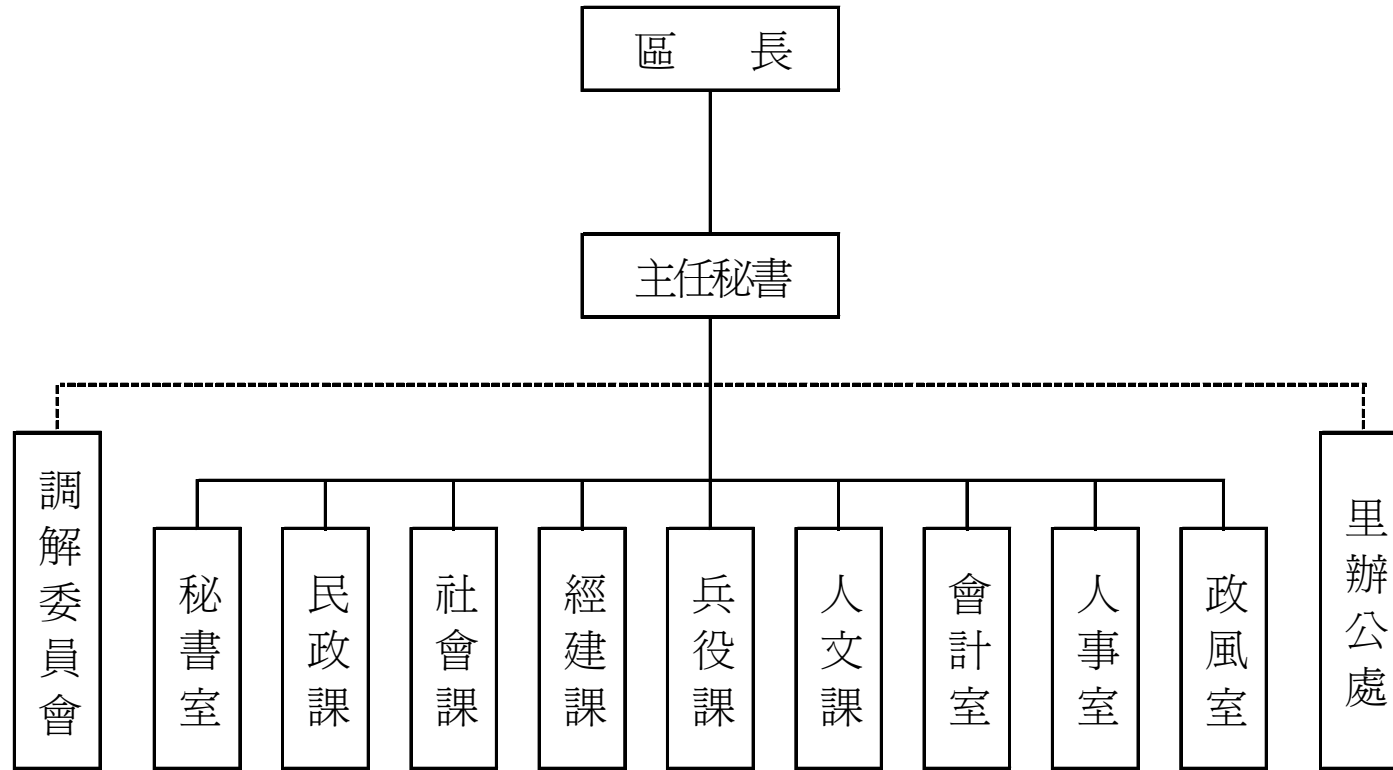 區 長
主任秘書
調解委員會
秘書室
民政課
社會課
經建課
兵役課
人文課
會計室
人事室
政風室
里辦公處